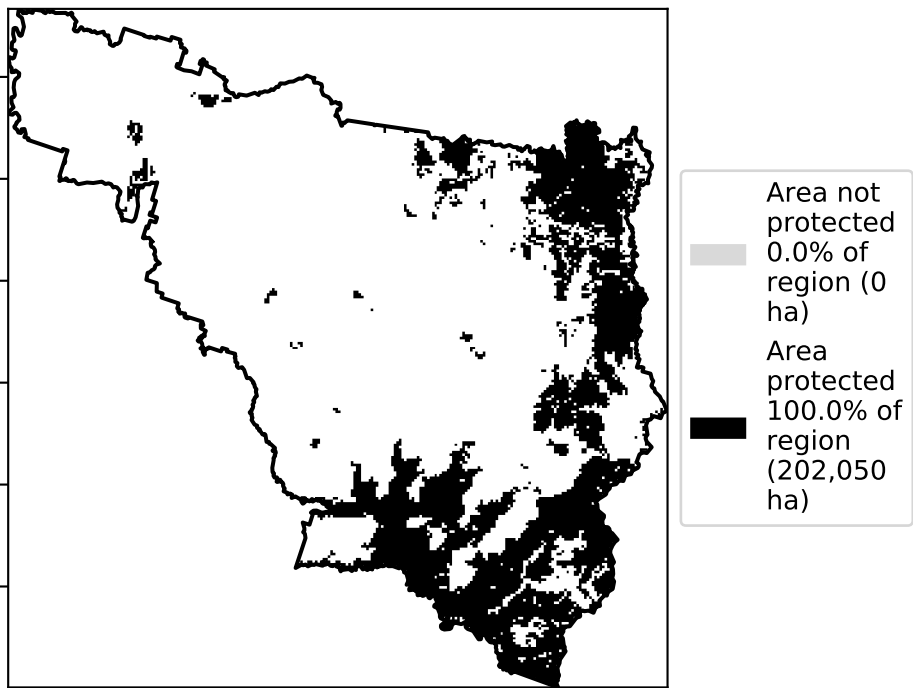 Area not
protected
0.0% of
region (0
ha)
Area
protected
100.0% of
region
(202,050
ha)